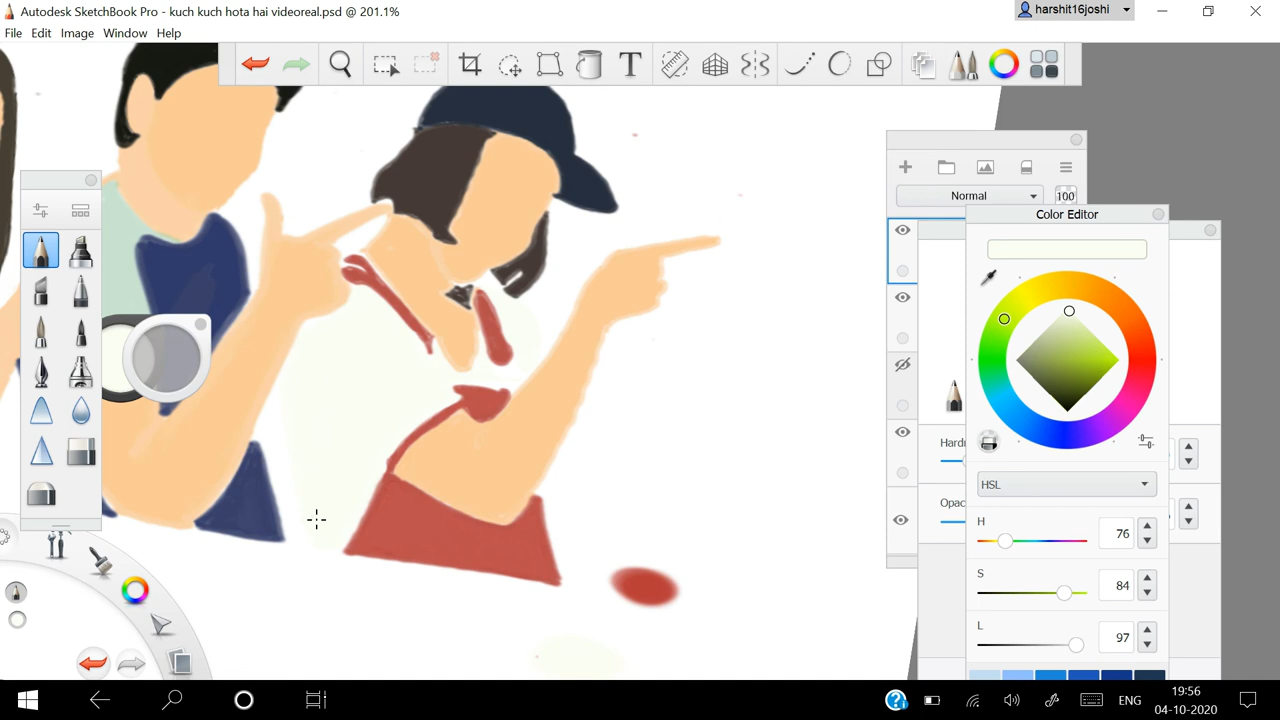 Autodesk SketchBook Pro - kuch kuch hota hai videoreal.psd @ 201.1%
harshit16joshi
File Edit Image Window Help
T
Normal
100
Color Editor
Hard
HSL
Opac
H
76
S
84
L
97
ENG
19:56
04-10-2020